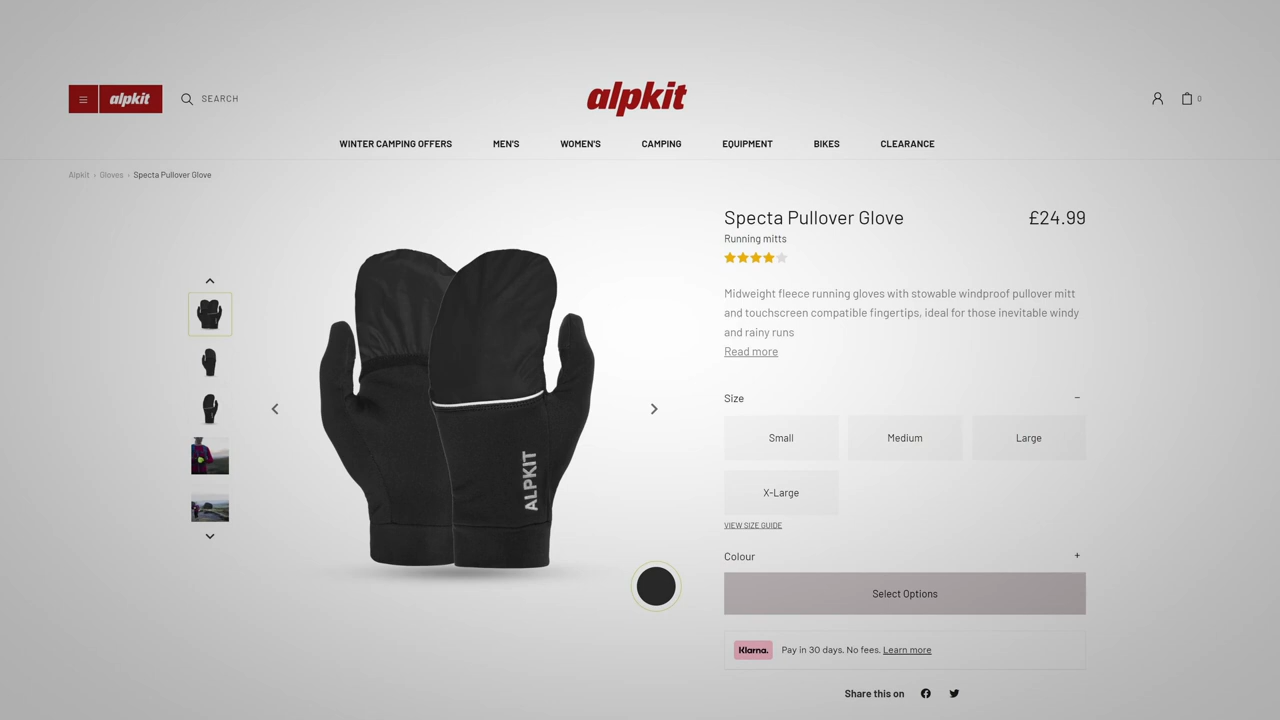 alpkit
SEARCH
alpkit
0
WINTER CAMPING OFFERS
MEN'S
WOMEN'S
CAMPING
EQUIPMENT
BIKES
CLEARANCE
Alpkit › Gloves › Specta Pullover Glove
Specta Pullover Glove
£24.99
Running mitts
Midweight fleece running gloves with stowable windproof pullover mitt
and touchscreen compatible fingertips, ideal for those inevitable windy
and rainy runs
Read more
Size
−
Small
Medium
Large
X-Large
VIEW SIZE GUIDE
Colour
+
Select Options
Klarna.
Pay in 30 days. No fees. Learn more
Share this on
ALPKIT